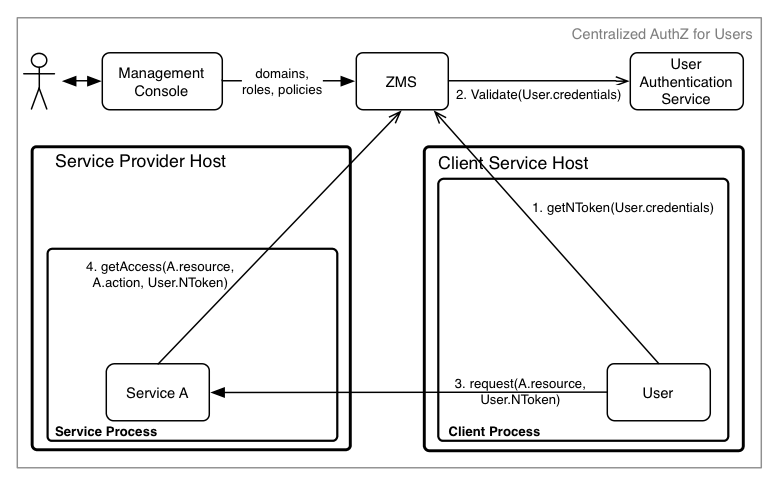 Centralized AuthZ for Users
Management
Console
domains,
roles, policies
ZMS
2. Validate(User.credentials)
User
Authentication
Service
Service Provider Host
Client Service Host
1. getNToken(User.credentials)
4. getAccess(A.resource,
A.action, User.NToken)
Service A
3. request(A.resource,
User.NToken)
User
Service Process
Client Process